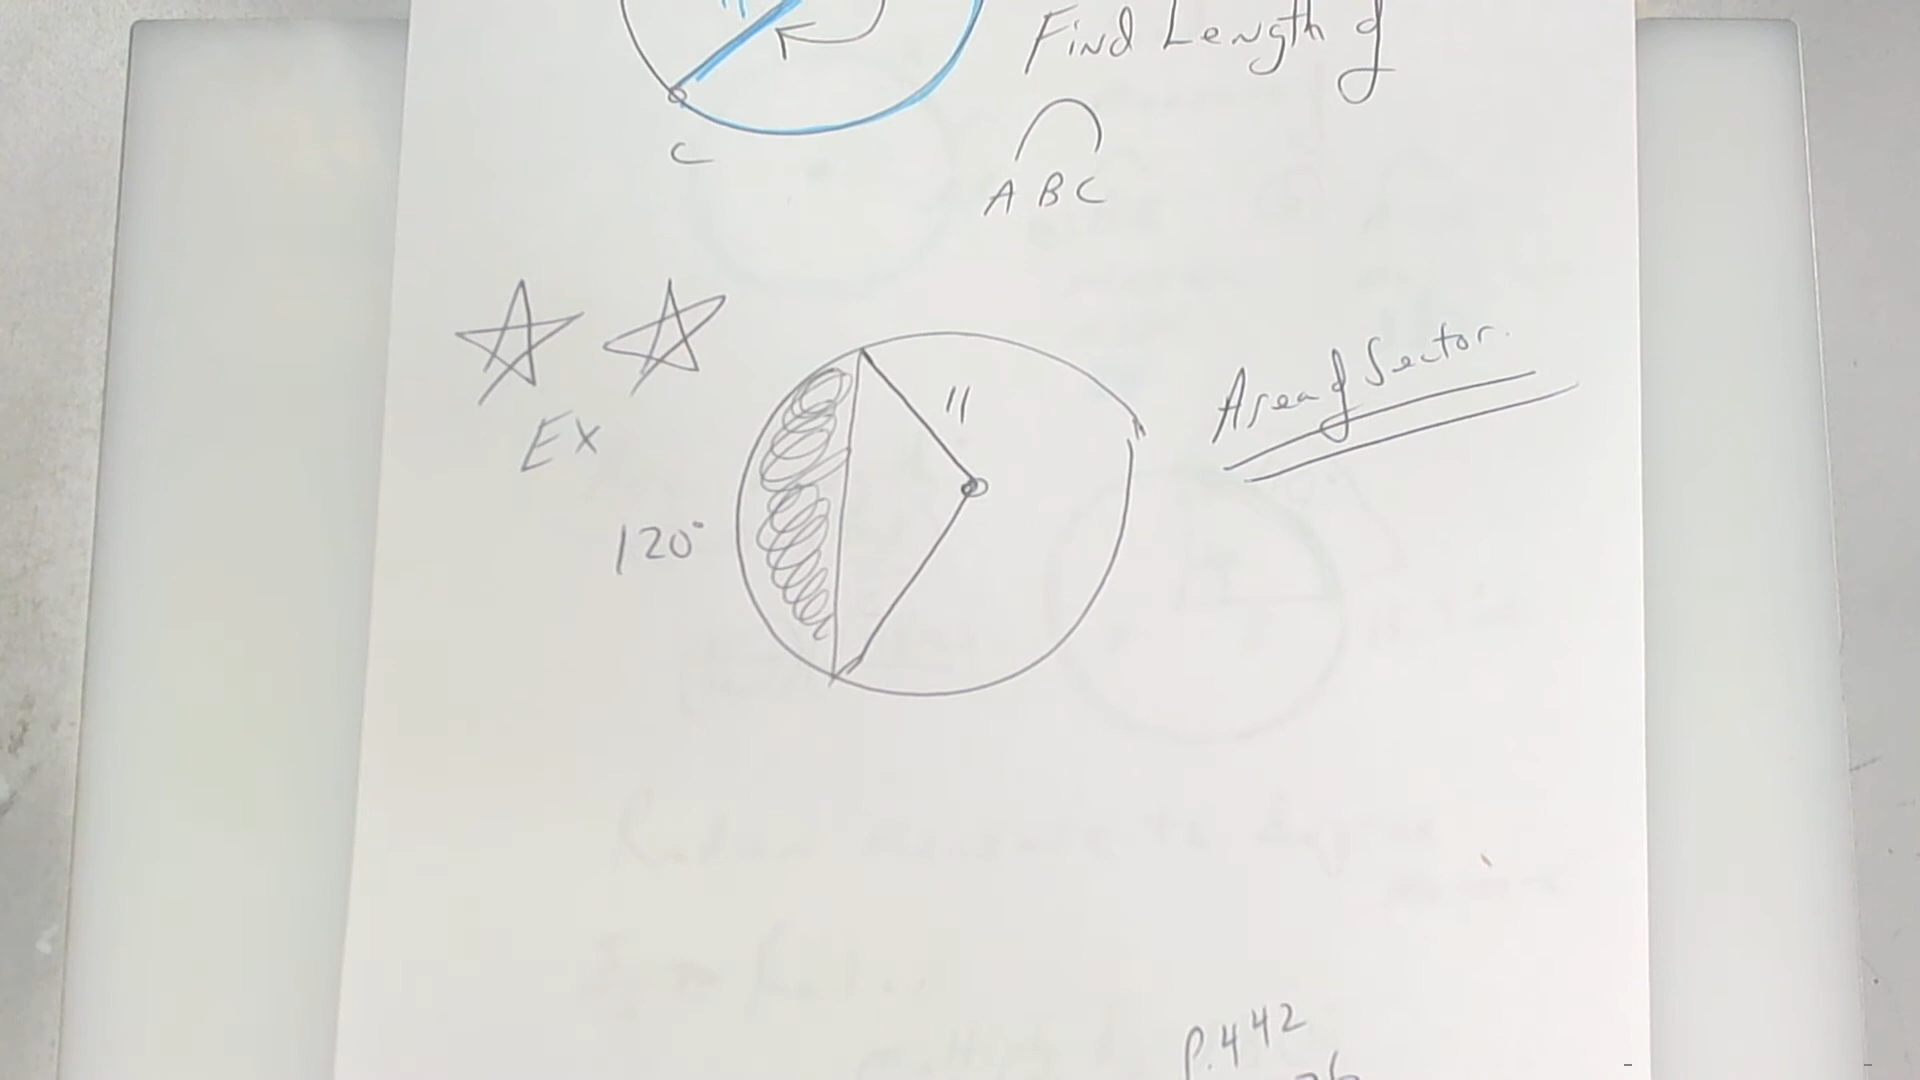 Find Length of
C
ABC
Area of Sector.
11
Ex
120°
p.442